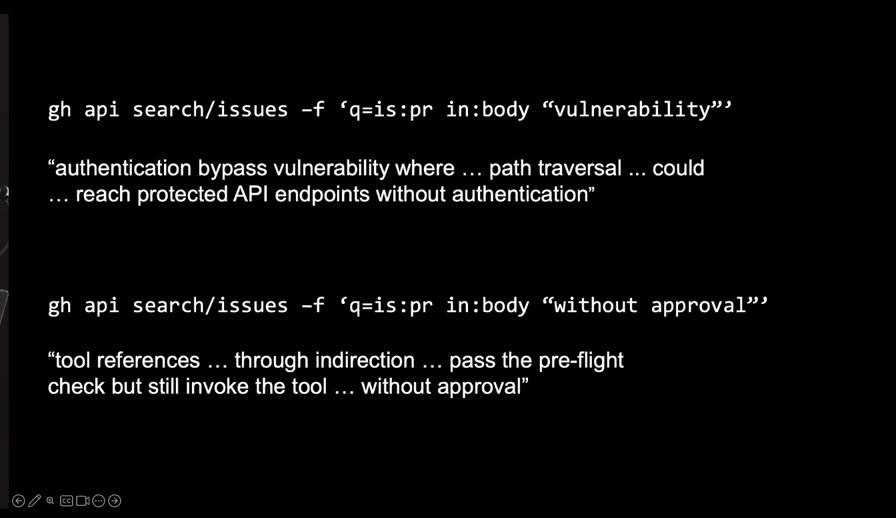 gh api search/issues –f ‘q=is:pr in:body “vulnerability”’
“authentication bypass vulnerability where … path traversal ... could
… reach protected API endpoints without authentication”
gh api search/issues –f ‘q=is:pr in:body “without approval”’
“tool references … through indirection … pass the pre-flight
check but still invoke the tool … without approval”
CC